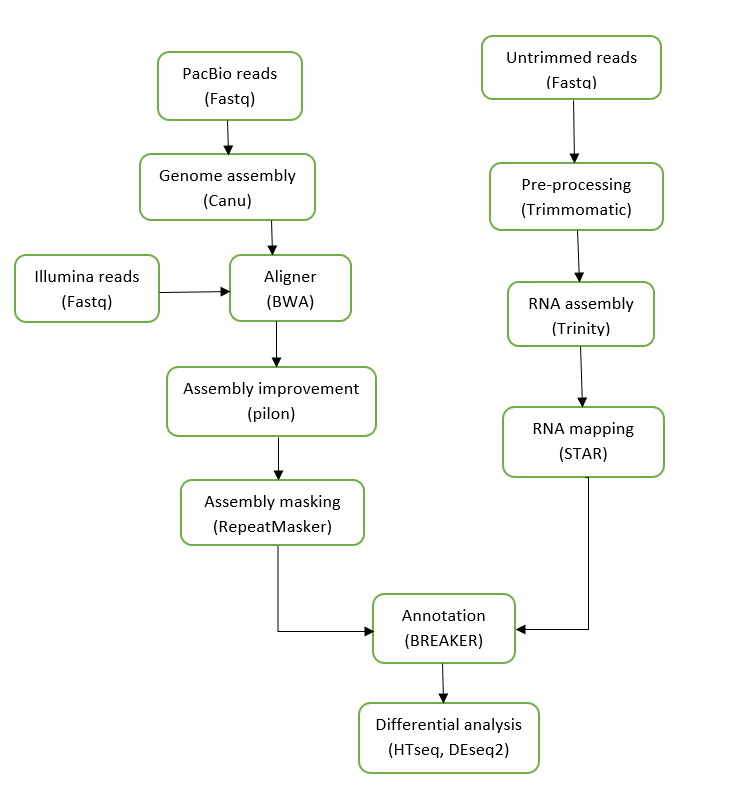 PacBio reads
(Fastq)
Untrimmed reads
(Fastq)
Genome assembly
(Canu)
Pre-processing
(Trimmomatic)
Illumina reads
(Fastq)
Aligner
(BWA)
RNA assembly
(Trinity)
Assembly improvement
(pilon)
RNA mapping
(STAR)
Assembly masking
(RepeatMasker)
Annotation
(BREAKER)
Differential analysis
(HTseq, DEseq2)